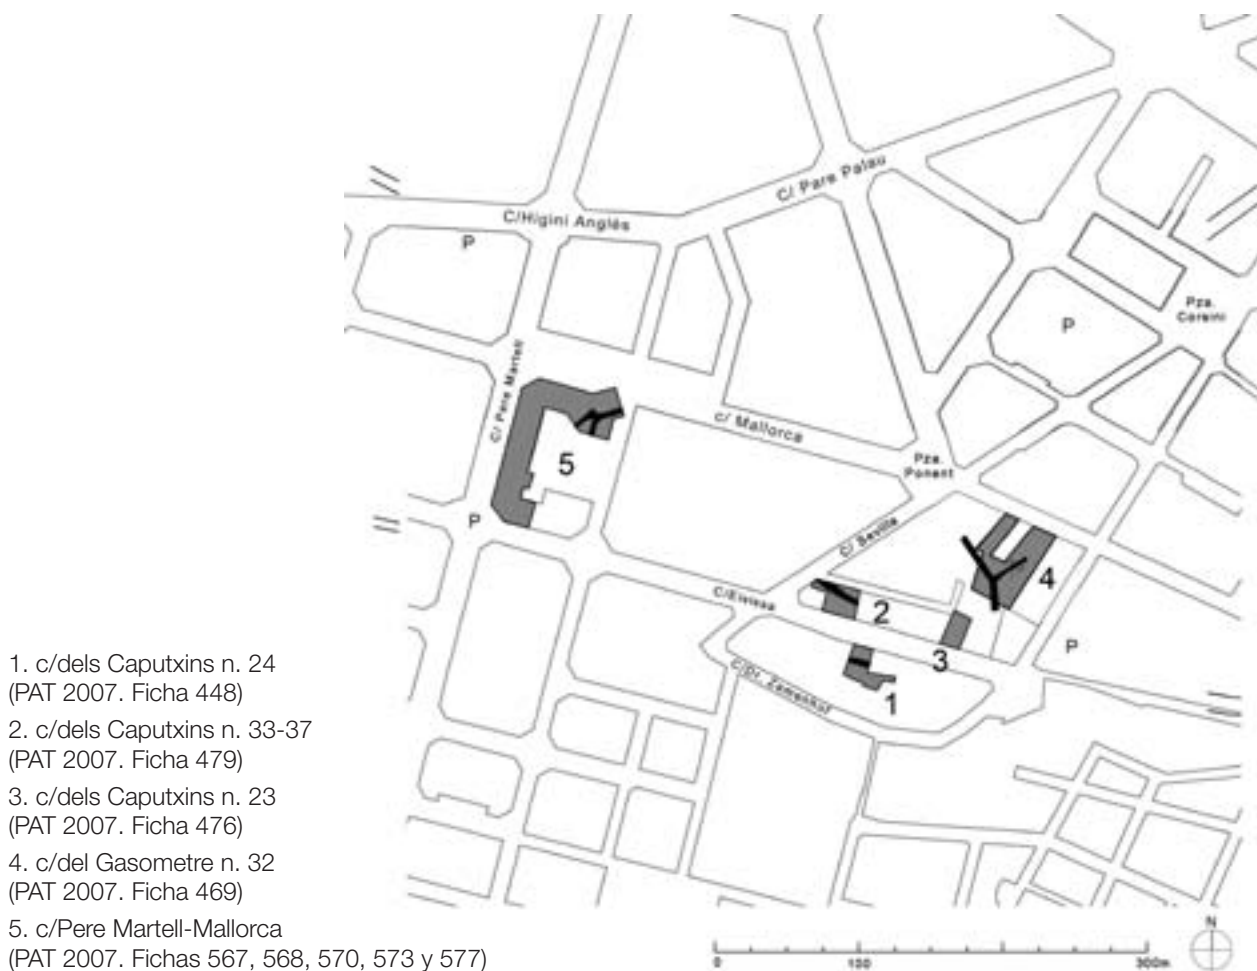 C/ Pare Palau
C/Higini Anglès
P
Pza.
Corsini
P
C/ Pere Martell
c/ Mallorca
5
Pza.
Ponent
P
C/ Sevilla
4
C/Eivissa
2
P
3
C/Dr. Zamenhof
1
1. c/dels Caputxins n. 24
(PAT 2007. Ficha 448)
2. c/dels Caputxins n. 33-37
(PAT 2007. Ficha 479)
3. c/dels Caputxins n. 23
(PAT 2007. Ficha 476)
4. c/del Gasometre n. 32
(PAT 2007. Ficha 469)
5. c/Pere Martell-Mallorca
(PAT 2007. Fichas 567, 568, 570, 573 y 577)
N
0 150 300m